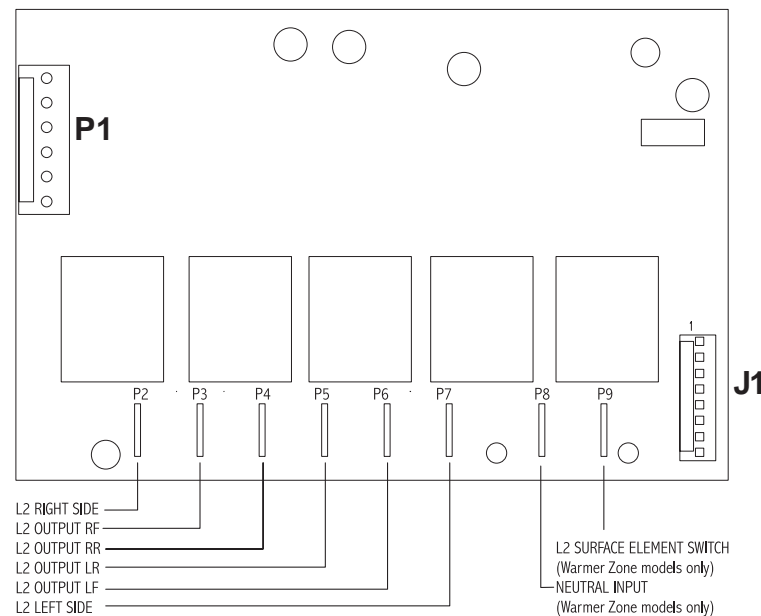 P1
1
J1
P2 P3 P4 P5 P6 P7 P8 P9
L2 RIGHT SIDE
L2 OUTPUT RF
L2 OUTPUT RR
L2 OUTPUT LR
L2 OUTPUT LF
L2 LEFT SIDE
L2 SURFACE ELEMENT SWITCH
(Warmer Zone models only)
NEUTRAL INPUT
(Warmer Zone models only)